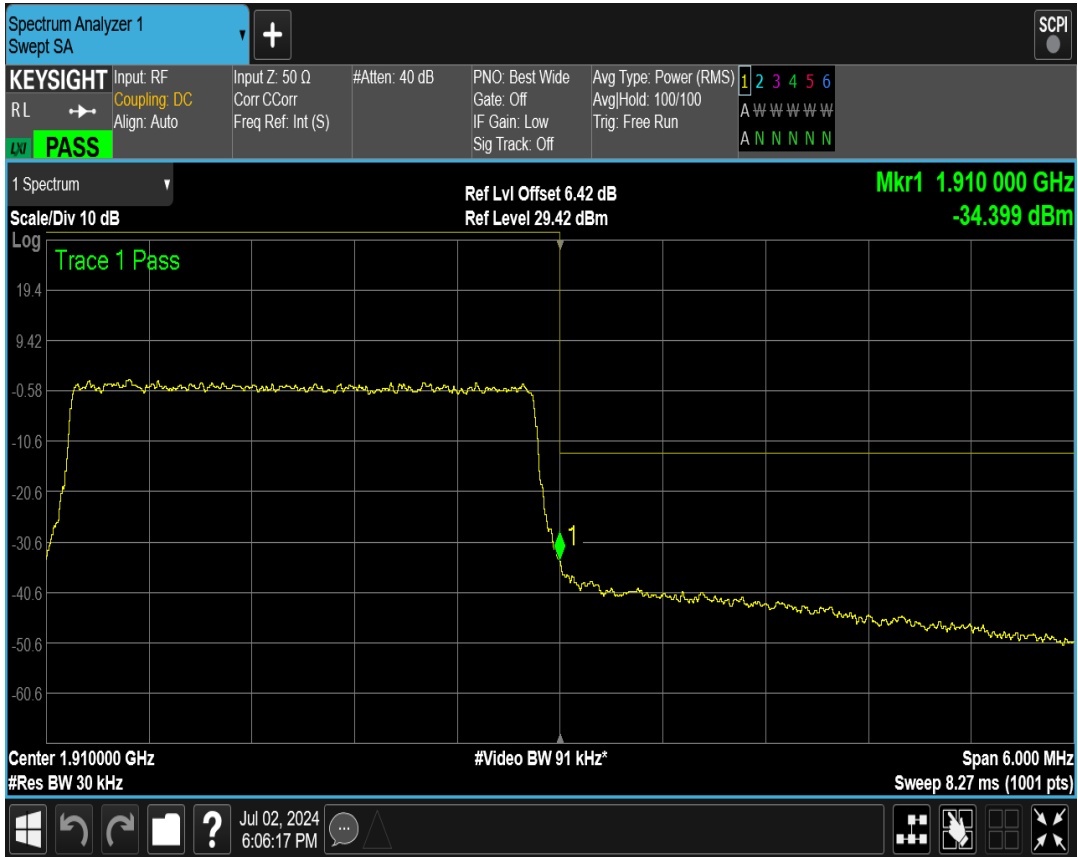 Spectrum Analyzer 1
Swept SA
SCPI
KEYSIGHT
R L
LXI PASS
Input: RF
Coupling: DC
Align: Auto
Input Z: 50 Ω
Corr CCorr
Freq Ref: Int (S)
#Atten: 40 dB
PNO: Best Wide
Gate: Off
IF Gain: Low
Sig Track: Off
Avg Type: Power (RMS)
Avg|Hold: 100/100
Trig: Free Run
1 2 3 4 5 6
A W W W W W
A N N N N N
1 Spectrum
Scale/Div 10 dB
Ref Lvl Offset 6.42 dB
Ref Level 29.42 dBm
Mkr1 1.910 000 GHz
-34.399 dBm
Log
Trace 1 Pass
19.4
9.42
-0.58
-10.6
-20.6
-30.6
-40.6
-50.6
-60.6
1
Center 1.910000 GHz
#Res BW 30 kHz
#Video BW 91 kHz*
Span 6.000 MHz
Sweep 8.27 ms (1001 pts)
?
Jul 02, 2024
6:06:17 PM